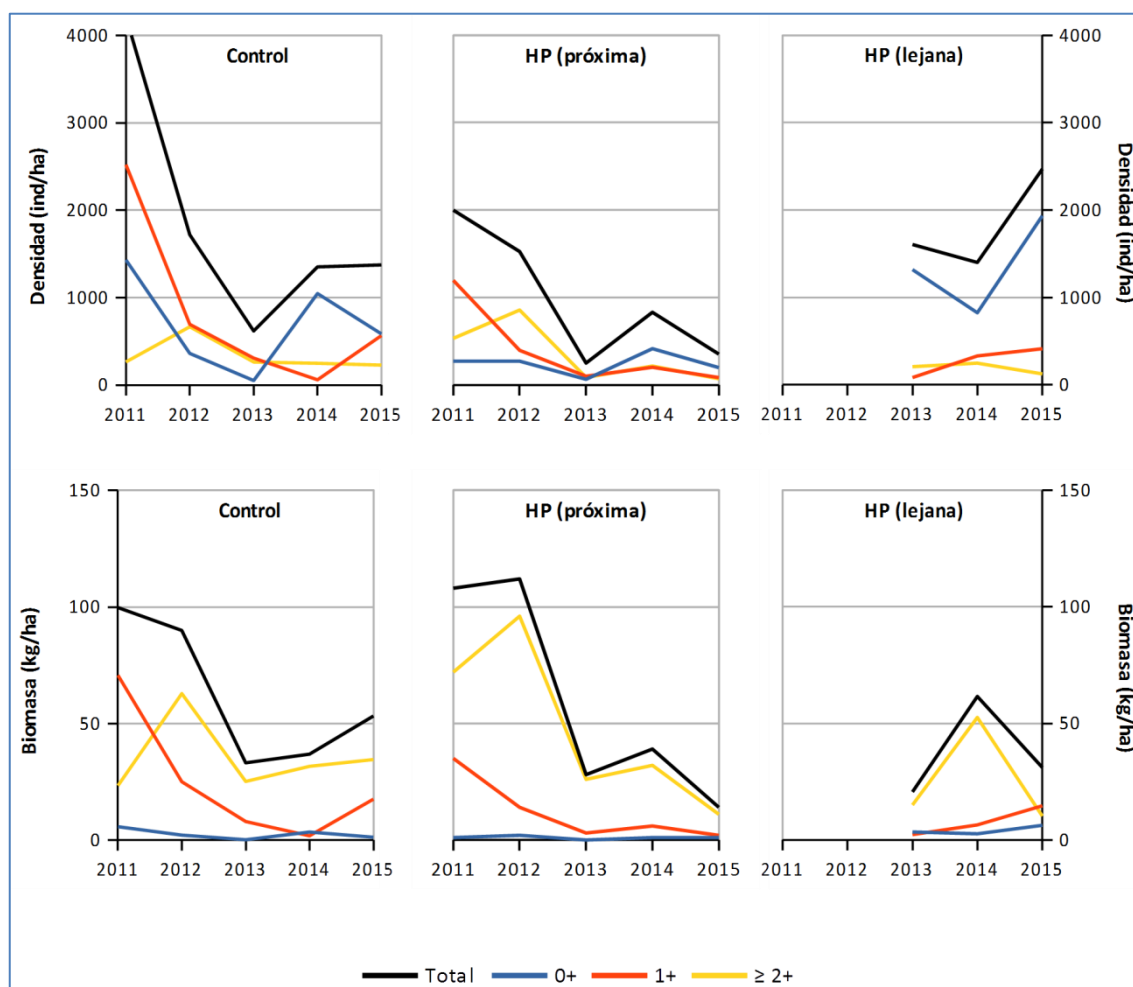 Control
HP (próxima)
HP (lejana)
Densidad (ind/ha)
4000
3000
2000
1000
0
4000
3000
2000
1000
0
Densidad (ind/ha)
2011 2012 2013 2014 2015
2011 2012 2013 2014 2015
2011 2012 2013 2014 2015
Control
HP (próxima)
HP (lejana)
Biomasa (kg/ha)
150
100
50
0
150
100
50
0
Biomasa (kg/ha)
2011 2012 2013 2014 2015
2011 2012 2013 2014 2015
2011 2012 2013 2014 2015
Total 0+ 1+ ≥ 2+